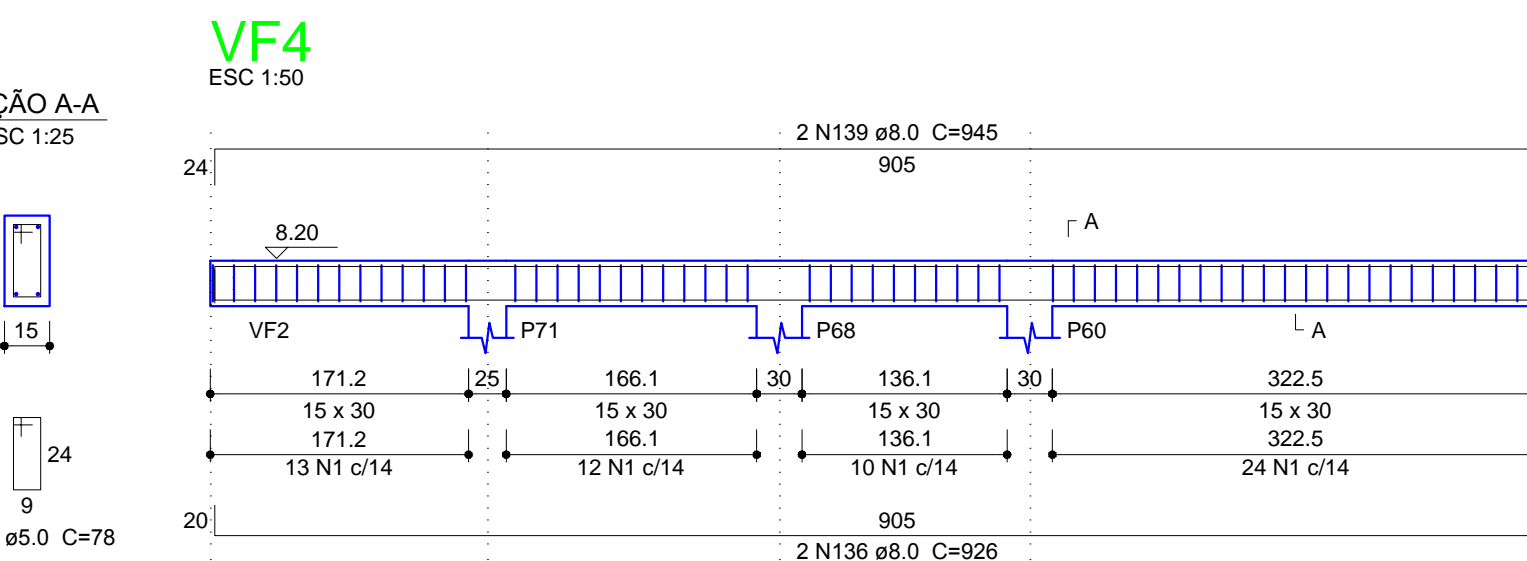 VF4
ESC 1:50
ÇÃO A-A
SC 1:25
2 N139 ø8.0 C=945
24
905
8.20
A
VF2
P71
P68
P60
A
15
171.2
25
166.1
30
136.1
30
322.5
15 x 30
15 x 30
15 x 30
15 x 30
171.2
166.1
136.1
322.5
13 N1 c/14
12 N1 c/14
10 N1 c/14
24 N1 c/14
24
9
ø5.0 C=78
20
905
2 N136 ø8.0 C=926